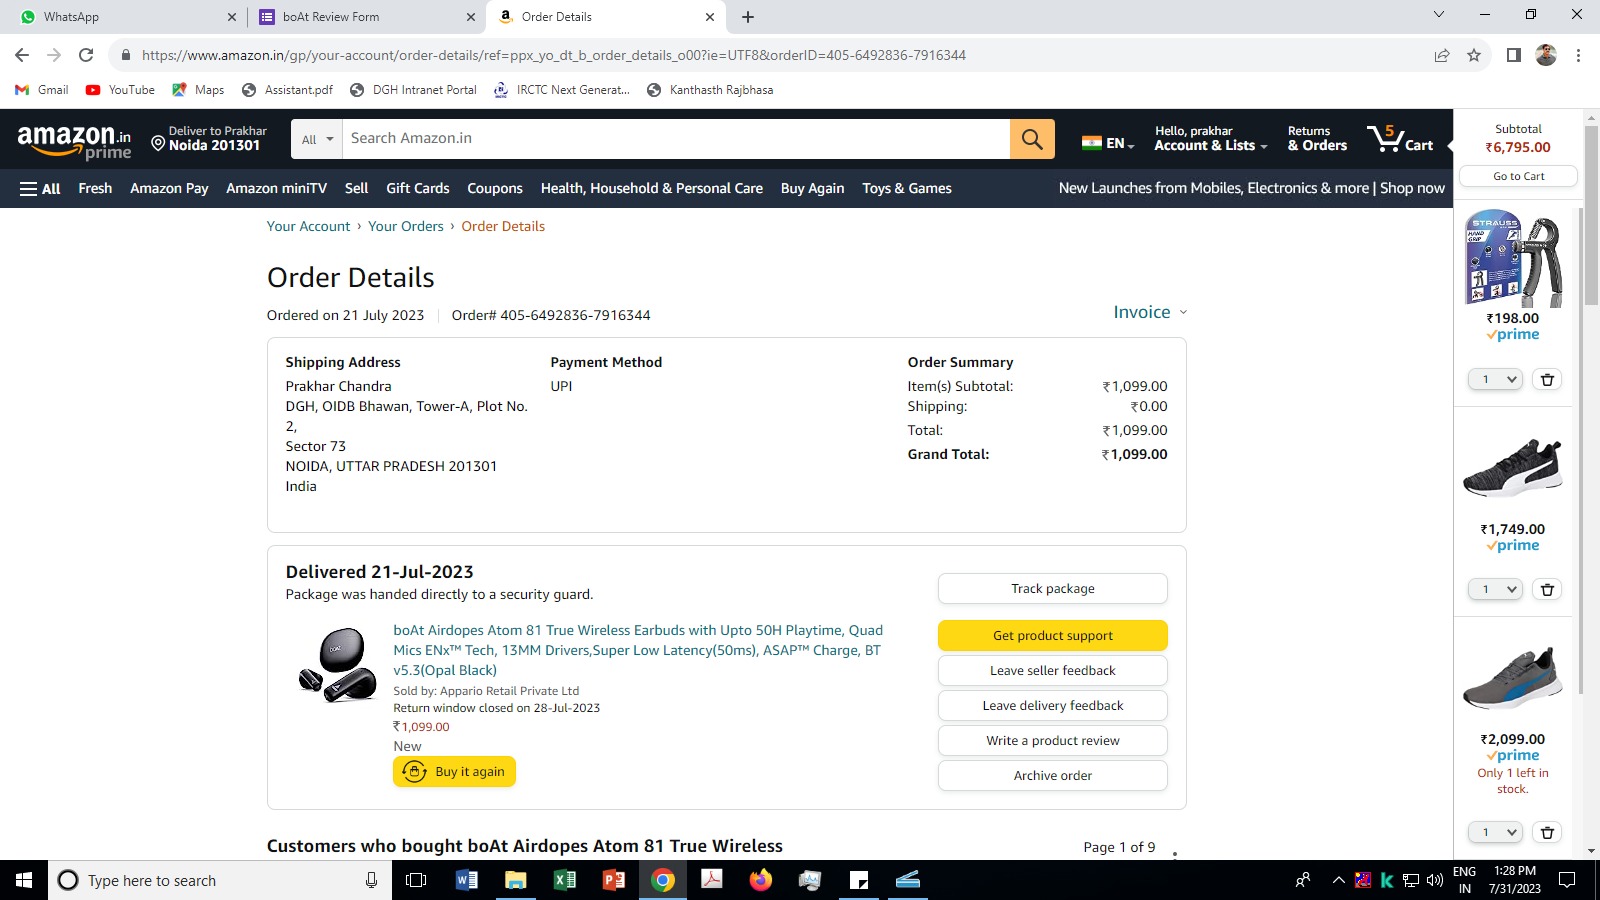 WhatsApp
boAt Review Form
Order Details
https://www.amazon.in/gp/your-account/order-details/ref=ppx_yo_dt_b_order_details_o00?ie=UTF8&orderID=405-6492836-7916344
Gmail
YouTube
Maps
Assistant.pdf
DGH Intranet Portal
IRCTC Next Generat...
Kanthasth Rajbhasa
amazon.in
prime
Deliver to Prakhar
Noida 201301
All
Search Amazon.in
EN
Hello, prakhar
Account & Lists
Returns
& Orders
5
Cart
All
Fresh
Amazon Pay
Amazon miniTV
Sell
Gift Cards
Coupons
Health, Household & Personal Care
Buy Again
Toys & Games
New Launches from Mobiles, Electronics & more | Shop now
Your Account › Your Orders › Order Details
Order Details
Ordered on 21 July 2023
Order# 405-6492836-7916344
Invoice
Shipping Address
Prakhar Chandra
DGH, OIDB Bhawan, Tower-A, Plot No.
2,
Sector 73
NOIDA, UTTAR PRADESH 201301
India
Payment Method
UPI
Order Summary
Item(s) Subtotal: ₹1,099.00
Shipping: ₹0.00
Total: ₹1,099.00
Grand Total: ₹1,099.00
Delivered 21-Jul-2023
Package was handed directly to a security guard.
boAt Airdopes Atom 81 True Wireless Earbuds with Upto 50H Playtime, Quad
Mics ENx™ Tech, 13MM Drivers,Super Low Latency(50ms), ASAP™ Charge, BT
v5.3(Opal Black)
Sold by: Appario Retail Private Ltd
Return window closed on 28-Jul-2023
₹1,099.00
New
Buy it again
Track package
Get product support
Leave seller feedback
Leave delivery feedback
Write a product review
Archive order
Customers who bought boAt Airdopes Atom 81 True Wireless
Page 1 of 9
Subtotal
₹6,795.00
Go to Cart
STRAUSS
HAND
GRIP
₹198.00
prime
1
₹1,749.00
prime
1
₹2,099.00
prime
Only 1 left in
stock.
1
Type here to search
ENG
IN
1:28 PM
7/31/2023